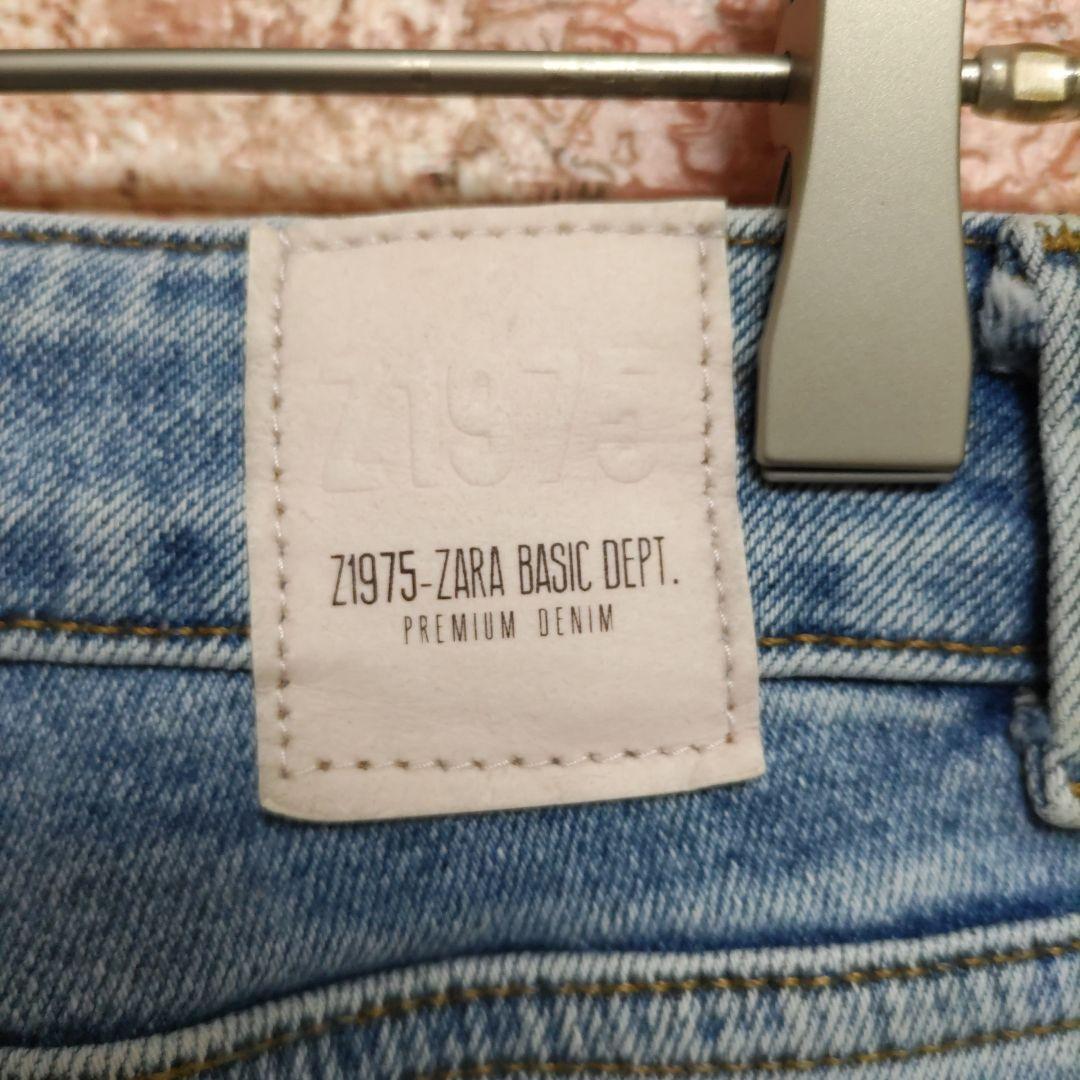 Z1975
Z1975-ZARA BASIC DEPT.
PREMIUM DENIM